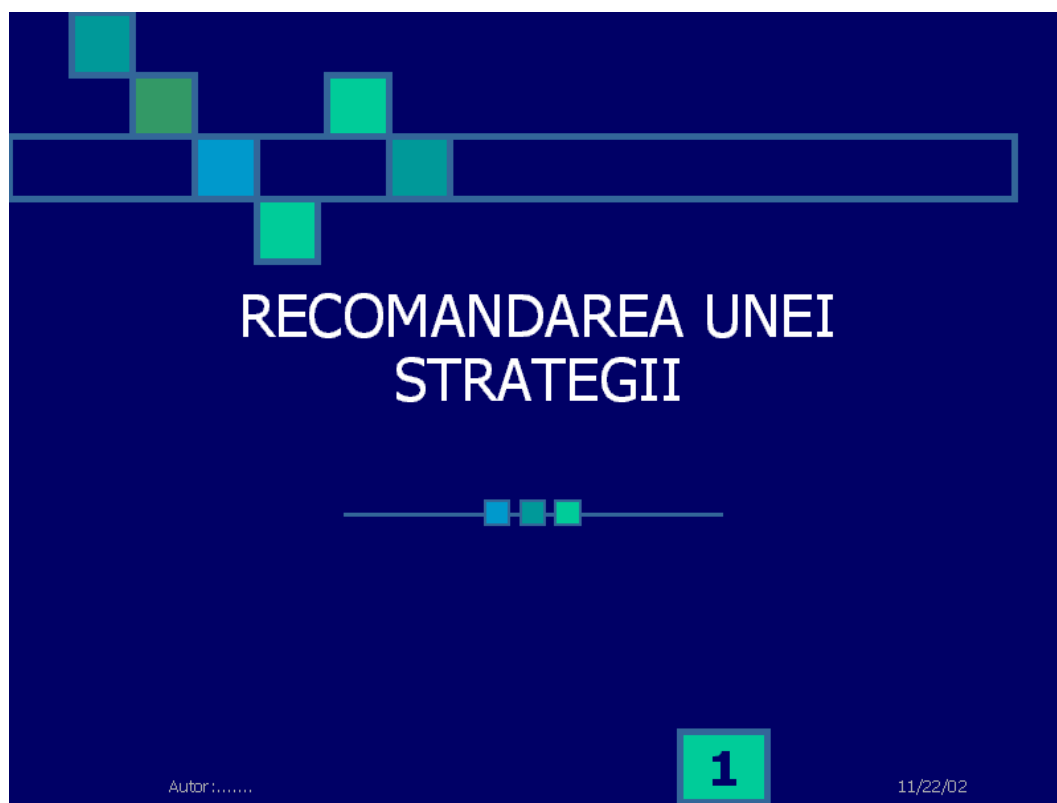 RECOMANDAREA UNEI
STRATEGII
Autor:.......
1
11/22/02